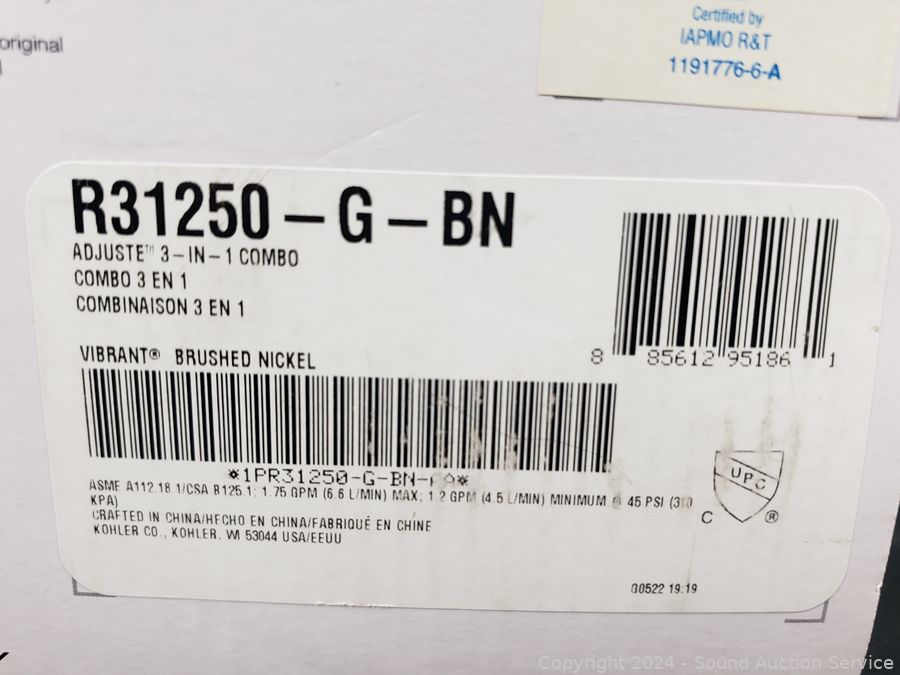 original
Certified by
IAPMO R&T
1191776-6-A
R31250-G-BN
ADJUSTE™ 3-IN-1 COMBO
COMBO 3 EN 1
COMBINAISON 3 EN 1
VIBRANT® BRUSHED NICKEL
8 85612 95186 1
*1PR31250-G-BN-
ASME A112.18.1/CSA B125.1; 1.75 GPM (6.6 L/MIN) MAX; 1.2 GPM (4.5 L/MIN) MINIMUM @ 45 PSI (310
KPA)
CRAFTED IN CHINA/HECHO EN CHINA/FABRIQUÉ EN CHINE
KOHLER CO., KOHLER, WI 53044 USA/EEUU
UPC
C ®
G0522 19:19
Copyright © 2024 - Sound Auction Service